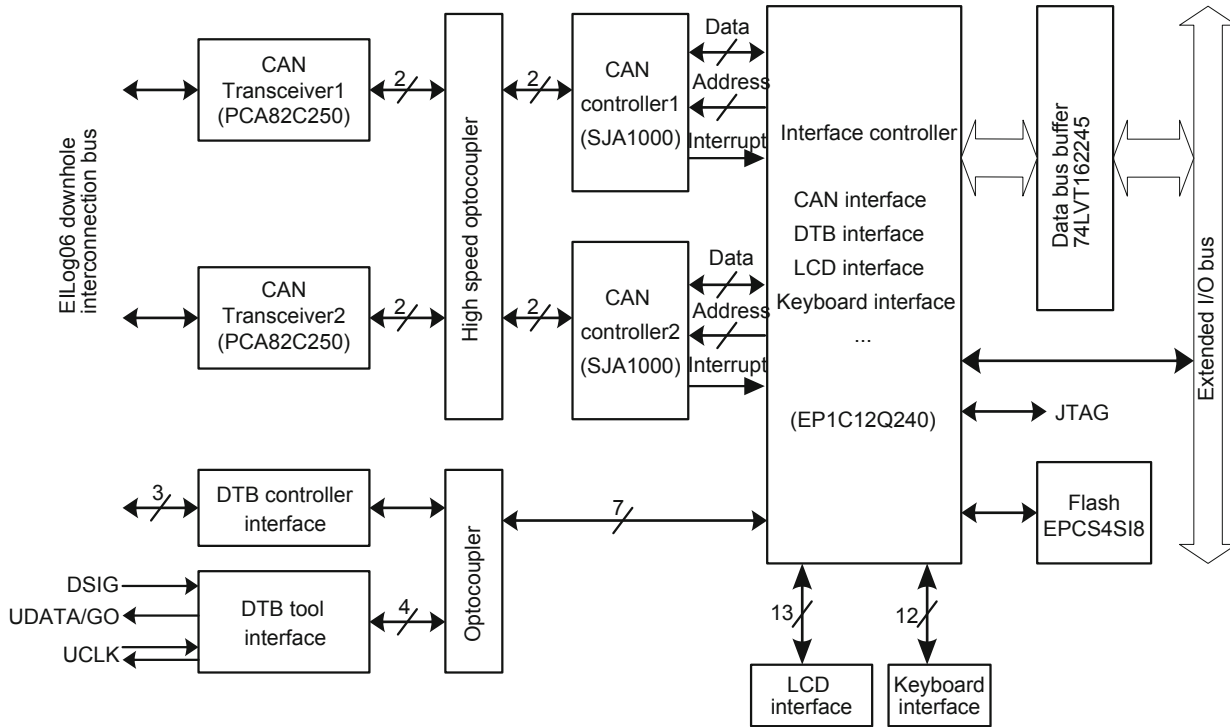 EILog06 downhole
interconnection bus
CAN
Transceiver1
(PCA82C250)
2
High speed optocoupler
2
CAN
controller1
(SJA1000)
Data
Address
Interrupt
CAN
Transceiver2
(PCA82C250)
2
2
CAN
controller2
(SJA1000)
Data
Address
Interrupt
Interface controller
CAN interface
DTB interface
LCD interface
Keyboard interface
...
(EP1C12Q240)
Data bus buffer
74LVT162245
Extended I/O bus
JTAG
Flash
EPCS4SI8
3
DTB controller
interface
Optocoupler
7
DSIG
UDATA/GO
UCLK
DTB tool
interface
4
13
12
LCD
interface
Keyboard
interface